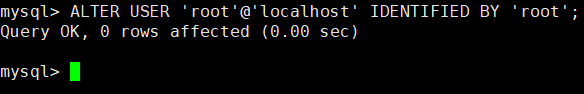 mysql> ALTER USER 'root'@'localhost' IDENTIFIED BY 'root';
Query OK, 0 rows affected (0.00 sec)
mysql>